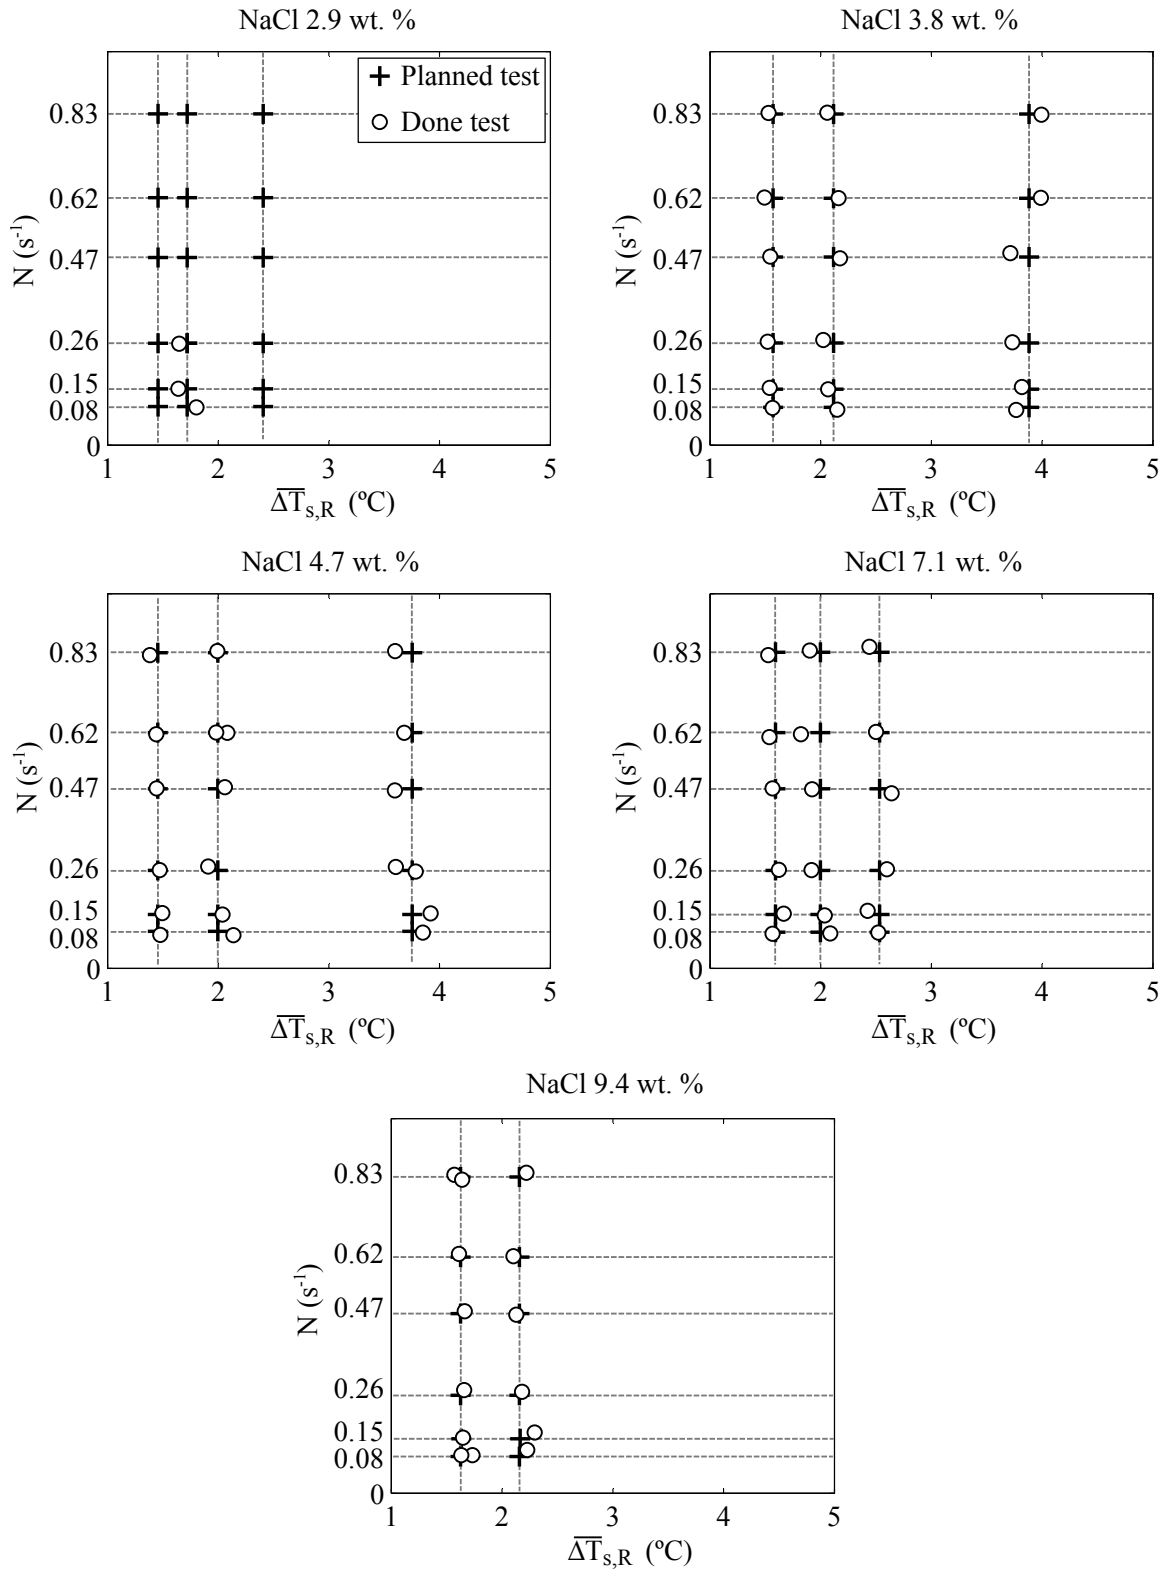 NaCl 2.9 wt. %
Planned test
Done test
0.83
0.62
0.47
0.26
0.15
0.08
0
N (s⁻¹)
1 2 3 4 5
ΔT̅s,R (ºC)
NaCl 3.8 wt. %
0.83
0.62
0.47
0.26
0.15
0.08
0
N (s⁻¹)
1 2 3 4 5
ΔT̅s,R (ºC)
NaCl 4.7 wt. %
0.83
0.62
0.47
0.26
0.15
0.08
0
N (s⁻¹)
1 2 3 4 5
ΔT̅s,R (ºC)
NaCl 7.1 wt. %
0.83
0.62
0.47
0.26
0.15
0.08
0
N (s⁻¹)
1 2 3 4 5
ΔT̅s,R (ºC)
NaCl 9.4 wt. %
0.83
0.62
0.47
0.26
0.15
0.08
0
N (s⁻¹)
1 2 3 4 5
ΔT̅s,R (ºC)